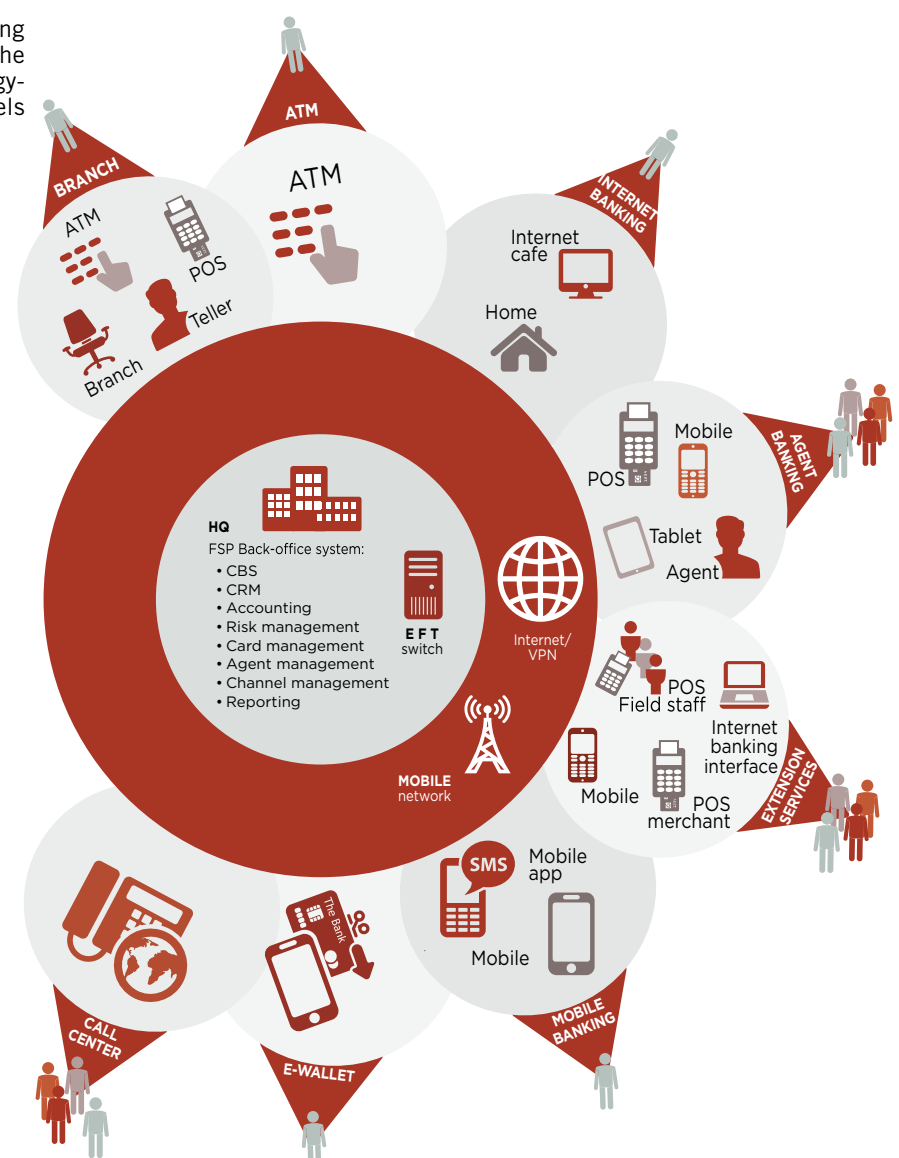 ng
he
gy-
els
ATM
BRANCH
INTERNET
BANKING
ATM
ATM
POS
Teller
Branch
Internet
cafe
Home
AGENT
BANKING
POS
Mobile
Tablet
Agent
HQ
FSP Back-office system:
• CBS
• CRM
• Accounting
• Risk management
• Card management
• Agent management
• Channel management
• Reporting
EFT
switch
Internet/
VPN
MOBILE
network
POS
Field staff
Internet
banking
interface
Mobile
POS
merchant
EXTENSION
SERVICES
SMS
Mobile
app
Mobile
The Bank
CALL
CENTER
E-WALLET
MOBILE
BANKING